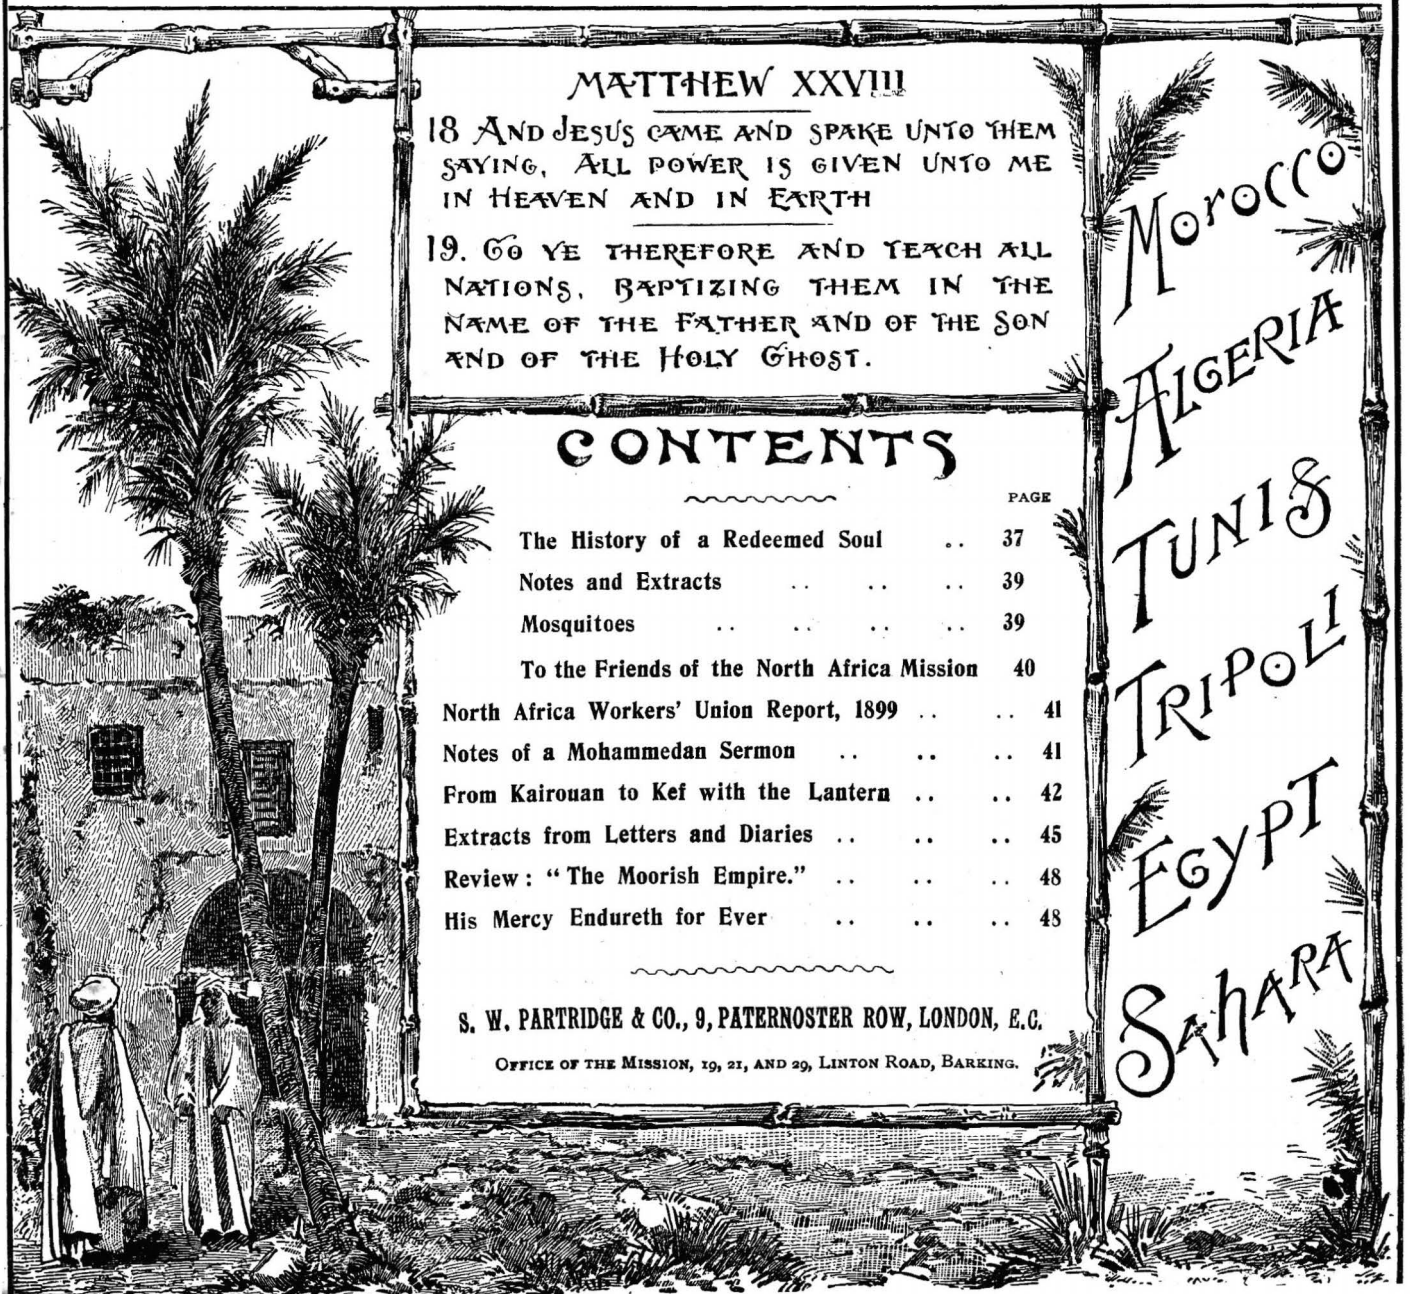 MATTHEW XXVIII
18 AND JESUS CAME AND SPAKE UNTO THEM
SAYING, ALL POWER IS GIVEN UNTO ME
IN HEAVEN AND IN EARTH
19. GO YE THEREFORE AND TEACH ALL
NATIONS, BAPTIZING THEM IN THE
NAME OF THE FATHER AND OF THE SON
AND OF THE HOLY GHOST.
CONTENTS
PAGE
The History of a Redeemed Soul .. 37
Notes and Extracts .. .. .. 39
Mosquitoes .. .. .. .. 39
To the Friends of the North Africa Mission 40
North Africa Workers' Union Report, 1899 .. .. 41
Notes of a Mohammedan Sermon .. .. .. 41
From Kairouan to Kef with the Lantern .. .. 42
Extracts from Letters and Diaries .. .. .. 45
Review: "The Moorish Empire." .. .. .. 48
His Mercy Endureth for Ever .. .. .. 48
S. W. PARTRIDGE & CO., 9, PATERNOSTER ROW, LONDON, E.C.
OFFICE OF THE MISSION, 19, 21, AND 29, LINTON ROAD, BARKING.
MOROCCO
ALGERIA
TUNIS
TRIPOLI
EGYPT
SAHARA